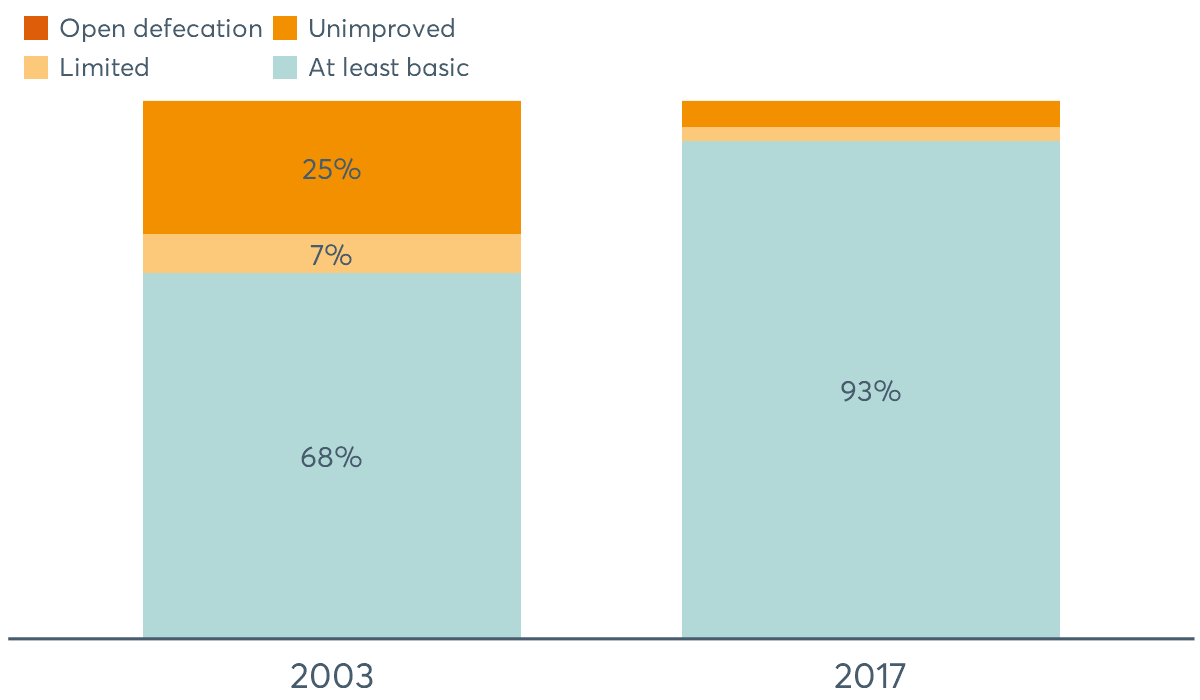 Open defecation Unimproved
Limited At least basic
25%
7%
93%
68%
2003 2017